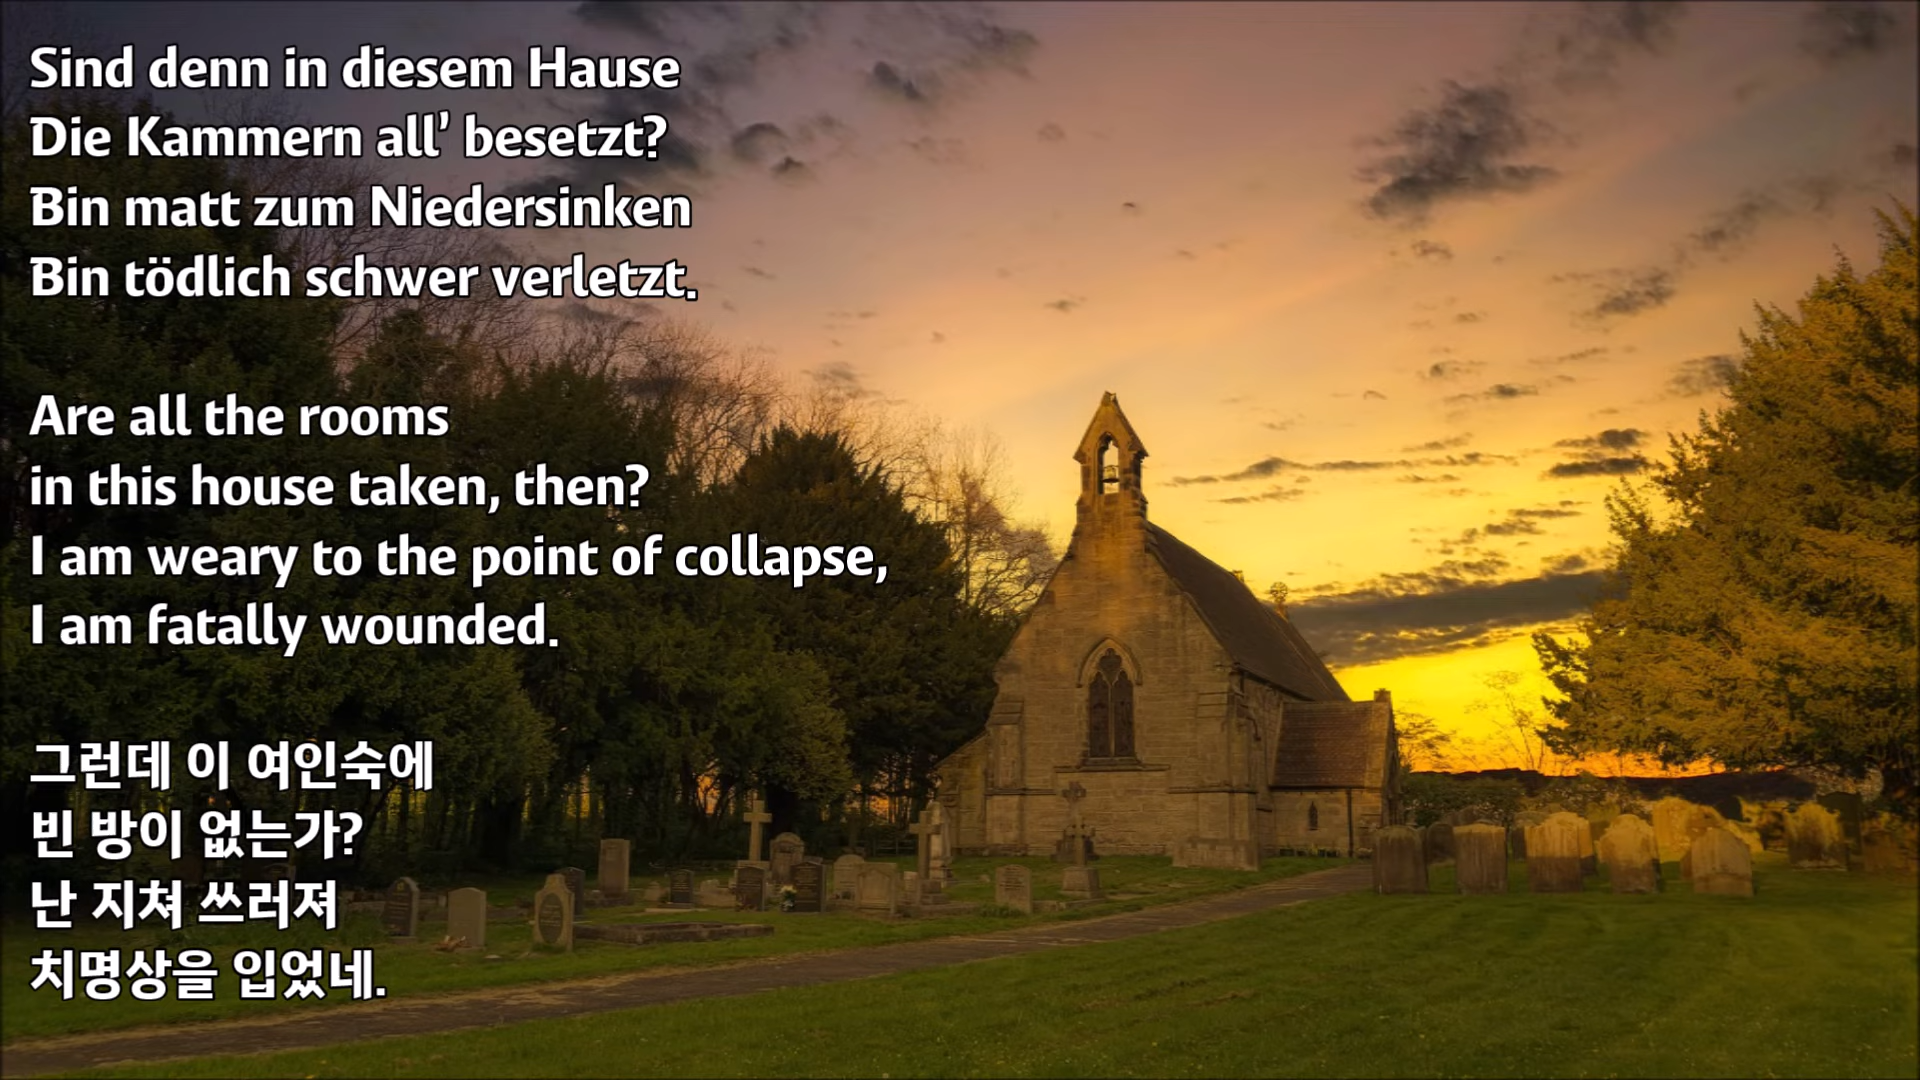 Sind denn in diesem Hause
Die Kammern all’ besetzt?
Bin matt zum Niedersinken
Bin tödlich schwer verletzt.
Are all the rooms
in this house taken, then?
I am weary to the point of collapse,
I am fatally wounded.
그런데 이 여인숙에
빈 방이 없는가?
난 지쳐 쓰러져
치명상을 입었네.